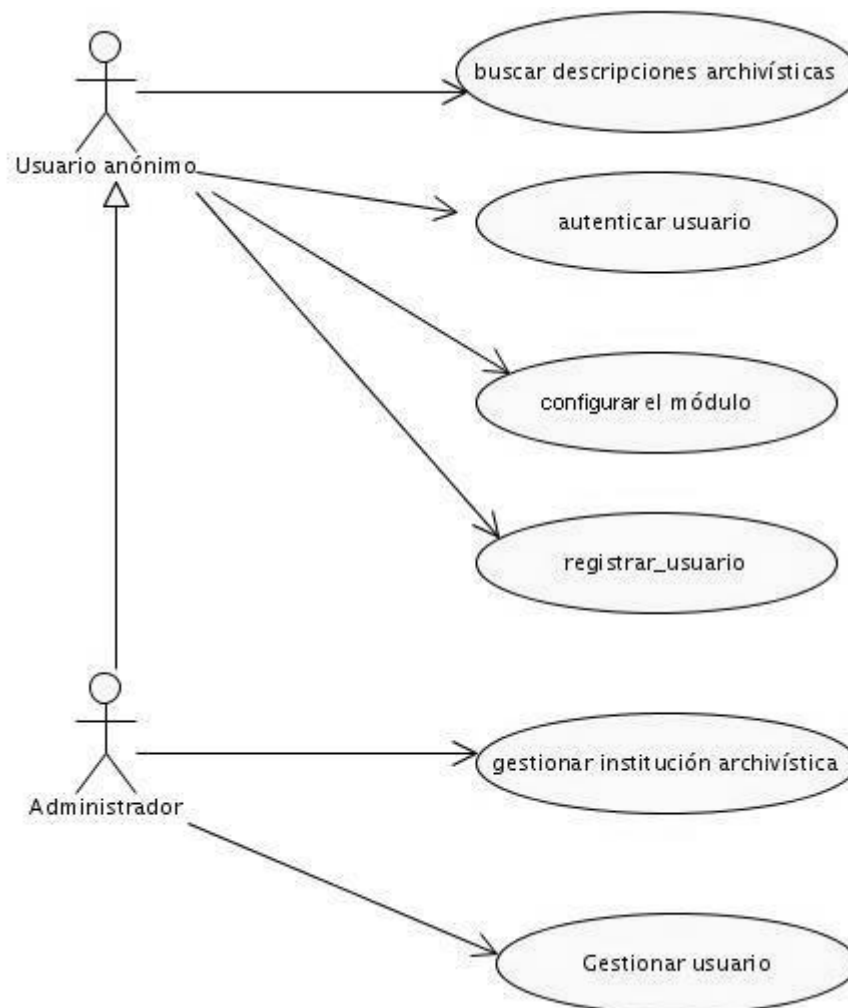 buscar descripciones archivísticas
Usuario anónimo
autenticar usuario
configurar el módulo
registrar_usuario
gestionar institución archivística
Administrador
Gestionar usuario